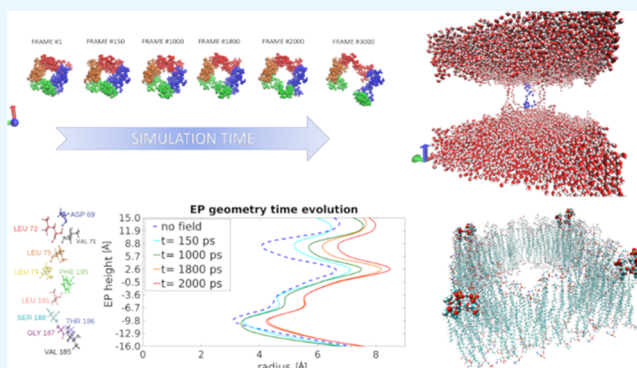 FRAME #1 FRAME #150 FRAME #1000 FRAME #1800 FRAME #2000 FRAME #3000
SIMULATION TIME
ASP 69
LEU 72
VAL 71
LEU 75
LEU 79
PHE 195
LEU 191
SER 188
THR 186
GLY 187
VAL 185
EP geometry time evolution
EP height [Å]
15.0
11.9
8.8
5.7
2.6
-0.5
-3.6
-6.7
-9.8
-12.9
-16.0
no field
t= 150 ps
t= 1000 ps
t= 1800 ps
t= 2000 ps
0 2 4 6 8
radius [Å]